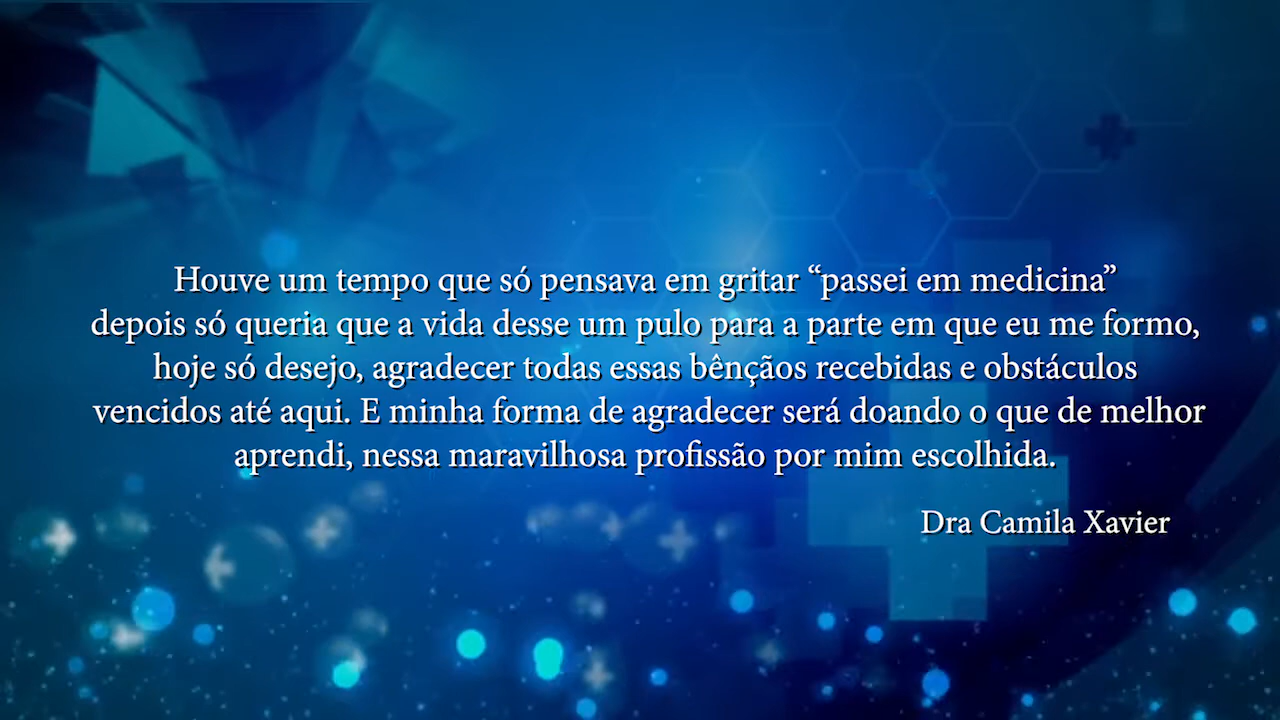 Houve um tempo que só pensava em gritar “passei em medicina”
depois só queria que a vida desse um pulo para a parte em que eu me formo,
hoje só desejo, agradecer todas essas bênçãos recebidas e obstáculos
vencidos até aqui. E minha forma de agradecer será doando o que de melhor
aprendi, nessa maravilhosa profissão por mim escolhida.
Dra Camila Xavier